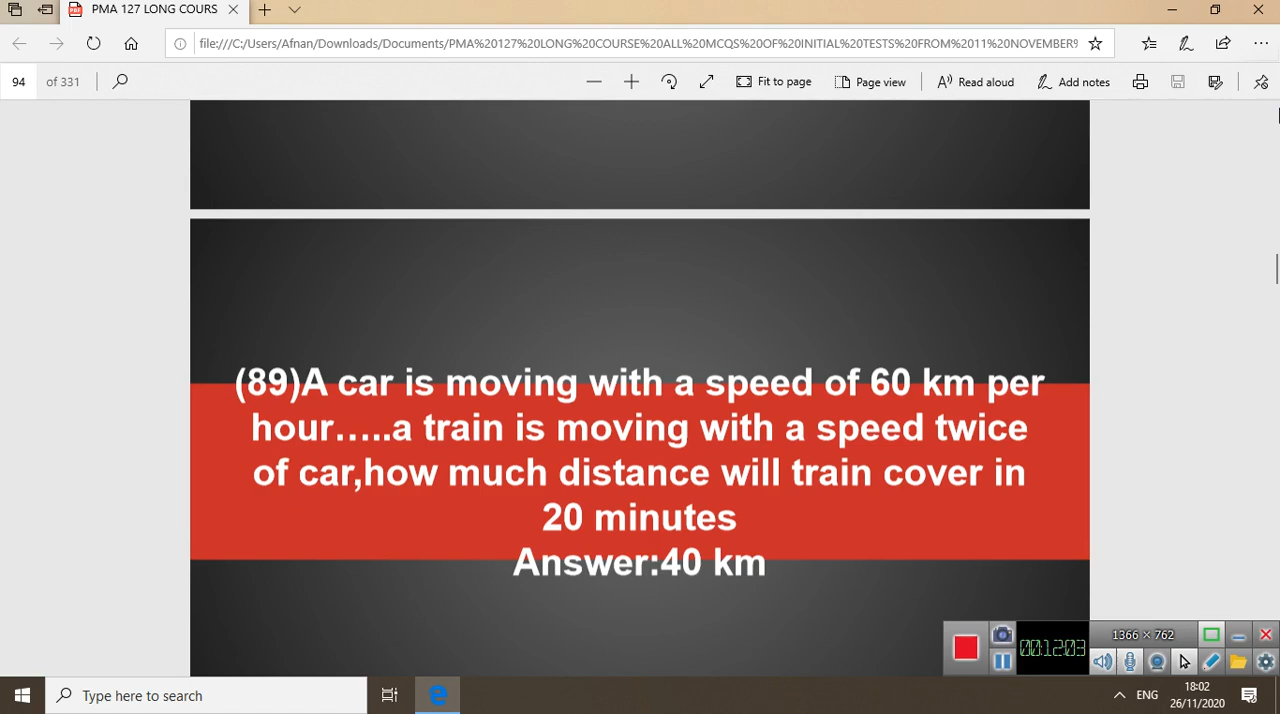 PMA 127 LONG COURS
file:///C:/Users/Afnan/Downloads/Documents/PMA%20127%20LONG%20COURSE%20ALL%20MCQS%20OF%20INITIAL%20TESTS%20FROM%2011%20NOVEMBER%
94 of 331 Fit to page Page view Read aloud Add notes
(89)A car is moving with a speed of 60 km per
hour…..a train is moving with a speed twice
of car,how much distance will train cover in
20 minutes
Answer:40 km
1366 × 762
00:12:03
Type here to search
ENG
18:02
26/11/2020